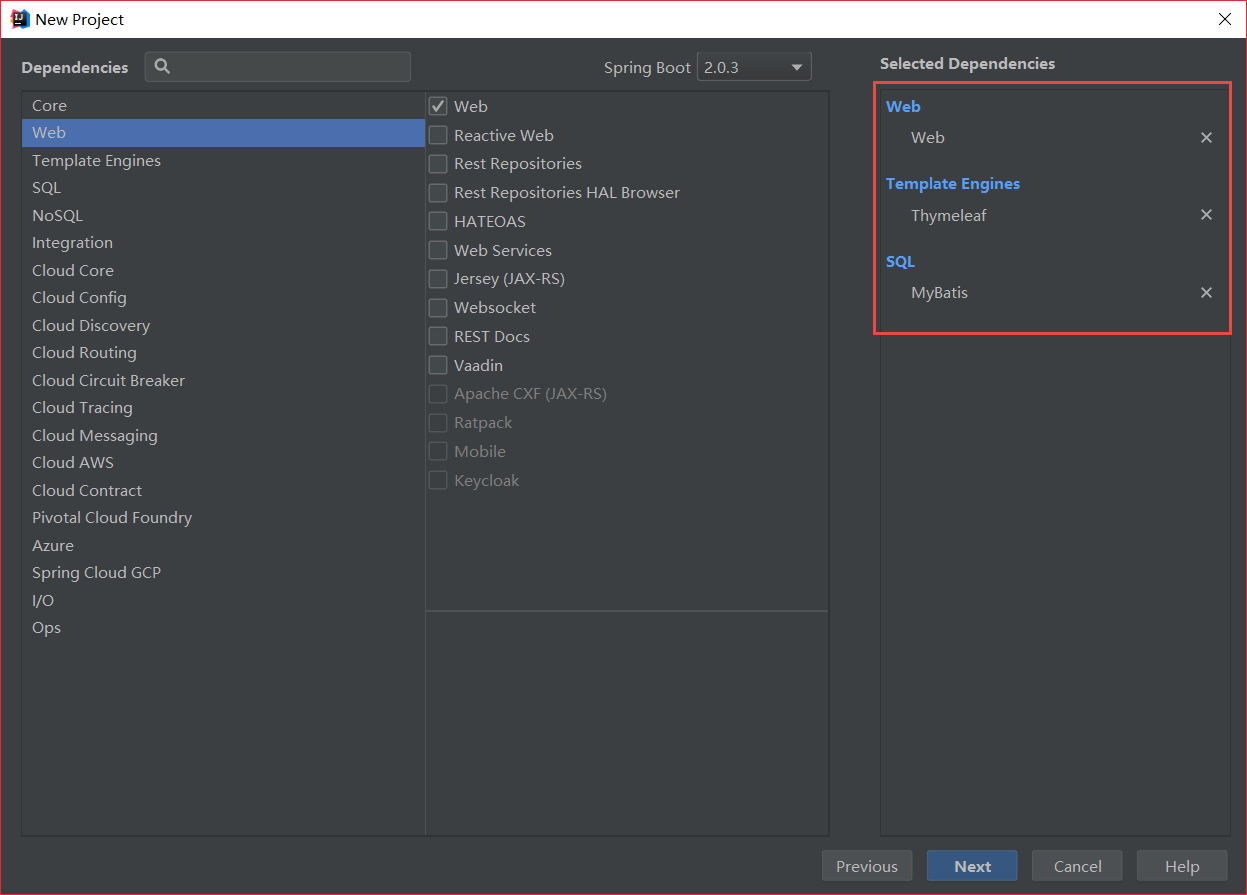 New Project
Dependencies
Spring Boot 2.0.3
Core
Web
Template Engines
SQL
NoSQL
Integration
Cloud Core
Cloud Config
Cloud Discovery
Cloud Routing
Cloud Circuit Breaker
Cloud Tracing
Cloud Messaging
Cloud AWS
Cloud Contract
Pivotal Cloud Foundry
Azure
Spring Cloud GCP
I/O
Ops
Web
Reactive Web
Rest Repositories
Rest Repositories HAL Browser
HATEOAS
Web Services
Jersey (JAX-RS)
Websocket
REST Docs
Vaadin
Apache CXF (JAX-RS)
Ratpack
Mobile
Keycloak
Selected Dependencies
Web
Web
Template Engines
Thymeleaf
SQL
MyBatis
Previous
Next
Cancel
Help